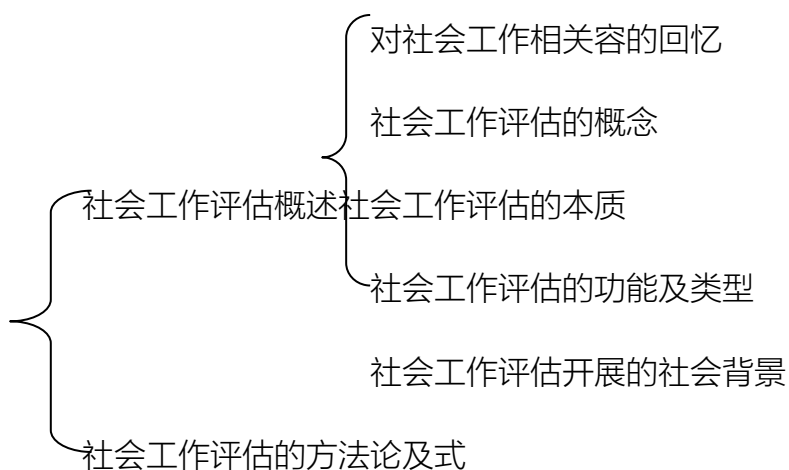 对社会工作相关容的回忆
社会工作评估的概念
社会工作评估概述社会工作评估的本质
社会工作评估的功能及类型
社会工作评估开展的社会背景
社会工作评估的方法论及式